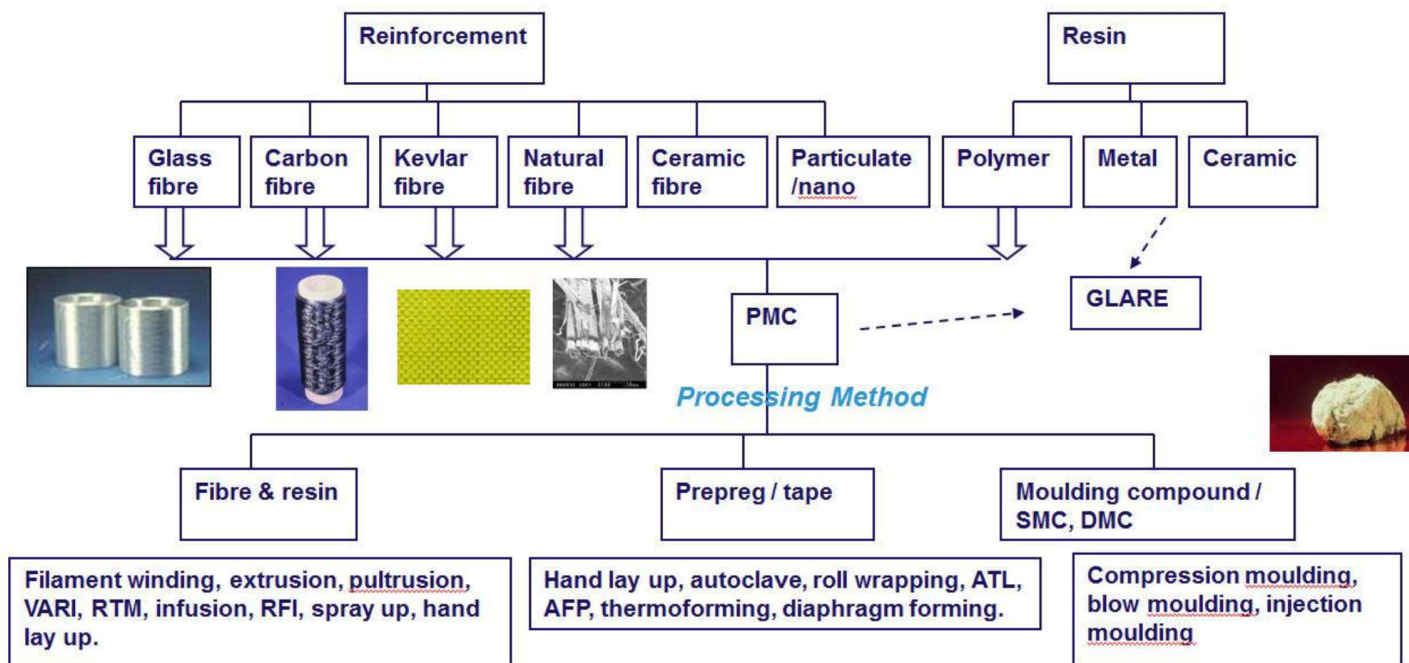 Reinforcement
Resin
Glass
fibre
Carbon
fibre
Kevlar
fibre
Natural
fibre
Ceramic
fibre
Particulate
/nano
Polymer
Metal
Ceramic
PMC
GLARE
Processing Method
Fibre & resin
Prepreg / tape
Moulding compound /
SMC, DMC
Filament winding, extrusion, pultrusion,
VARI, RTM, infusion, RFI, spray up, hand
lay up.
Hand lay up, autoclave, roll wrapping, ATL,
AFP, thermoforming, diaphragm forming.
Compression moulding,
blow moulding, injection
moulding